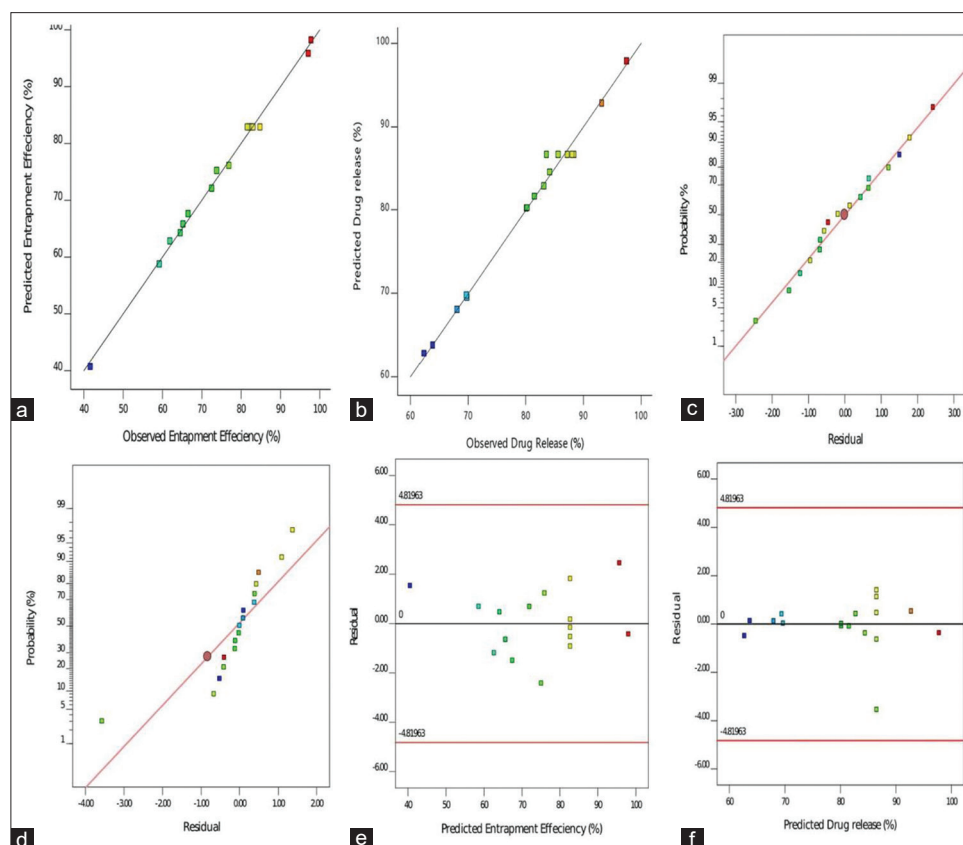 100
90
80
70
60
50
40
Predicted Entrapment Effeciency (%)
40 50 60 70 80 90 100
Observed Entapment Effeciency (%)
a
100
90
80
70
60
Predicted Drug release (%)
60 70 80 90 100
Observed Drug Release (%)
b
99
95
90
80
70
50
30
20
10
5
1
Probability %
-3.00 -2.00 -1.00 0.00 1.00 2.00 3.00
Residual
c
99
95
90
80
70
50
30
20
10
5
1
Probability (%)
-4.00 -3.00 -2.00 -1.00 0.00 1.00 2.00
Residual
d
6.00
4.81963
4.00
2.00
0
0.00
-2.00
-4.00
-4.81963
-6.00
Residual
40 50 60 70 80 90 100
Predicted Entrapment Effeciency (%)
e
6.00
4.81963
4.00
2.00
0
0.00
-2.00
-4.00
-4.81963
-6.00
Residual
60 70 80 90 100
Predicted Drug release (%)
f